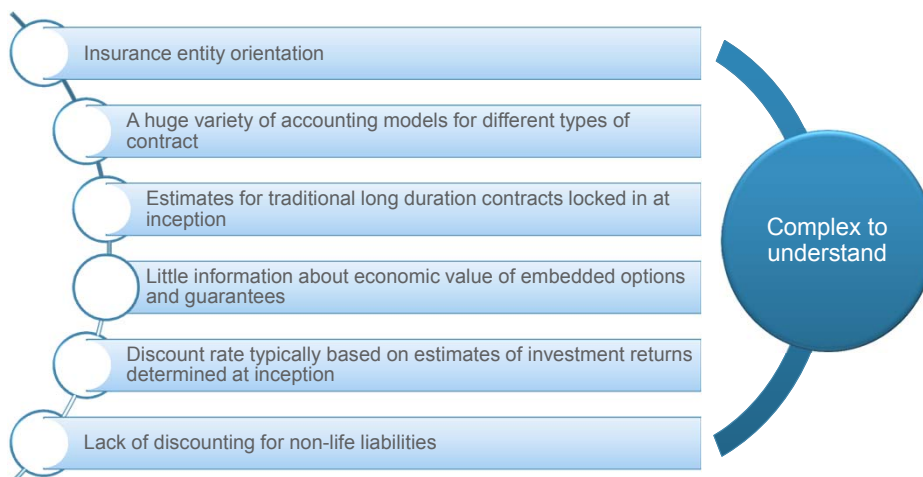 Insurance entity orientation
A huge variety of accounting models for different types of
contract
Estimates for traditional long duration contracts locked in at
inception
Little information about economic value of embedded options
and guarantees
Discount rate typically based on estimates of investment returns
determined at inception
Lack of discounting for non-life liabilities
Complex to
understand